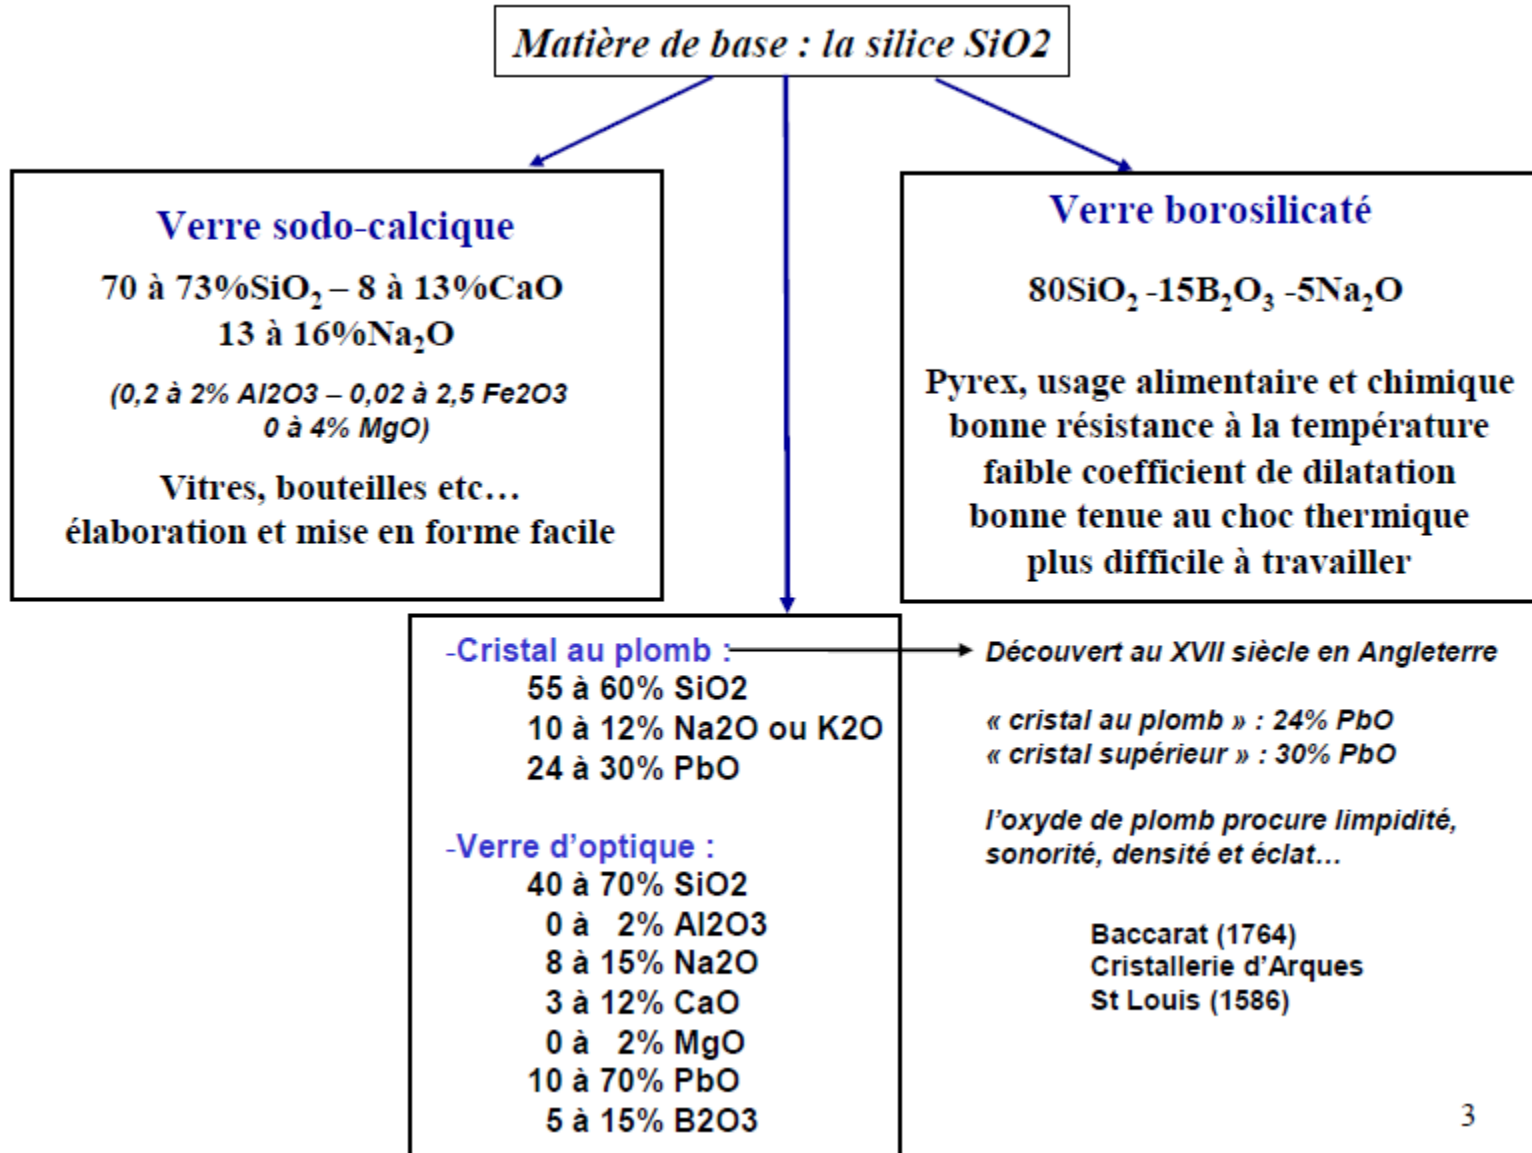 Matière de base : la silice SiO2
Verre sodo-calcique
70 à 73%SiO₂ – 8 à 13%CaO
13 à 16%Na₂O
(0,2 à 2% Al2O3 – 0,02 à 2,5 Fe2O3
0 à 4% MgO)
Vitres, bouteilles etc…
élaboration et mise en forme facile
Verre borosilicaté
80SiO₂ -15B₂O₃ -5Na₂O
Pyrex, usage alimentaire et chimique
bonne résistance à la température
faible coefficient de dilatation
bonne tenue au choc thermique
plus difficile à travailler
-Cristal au plomb :
55 à 60% SiO2
10 à 12% Na2O ou K2O
24 à 30% PbO
-Verre d’optique :
40 à 70% SiO2
0 à 2% Al2O3
8 à 15% Na2O
3 à 12% CaO
0 à 2% MgO
10 à 70% PbO
5 à 15% B2O3
Découvert au XVII siècle en Angleterre
« cristal au plomb » : 24% PbO
« cristal supérieur » : 30% PbO
l’oxyde de plomb procure limpidité,
sonorité, densité et éclat…
Baccarat (1764)
Cristallerie d’Arques
St Louis (1586)
3